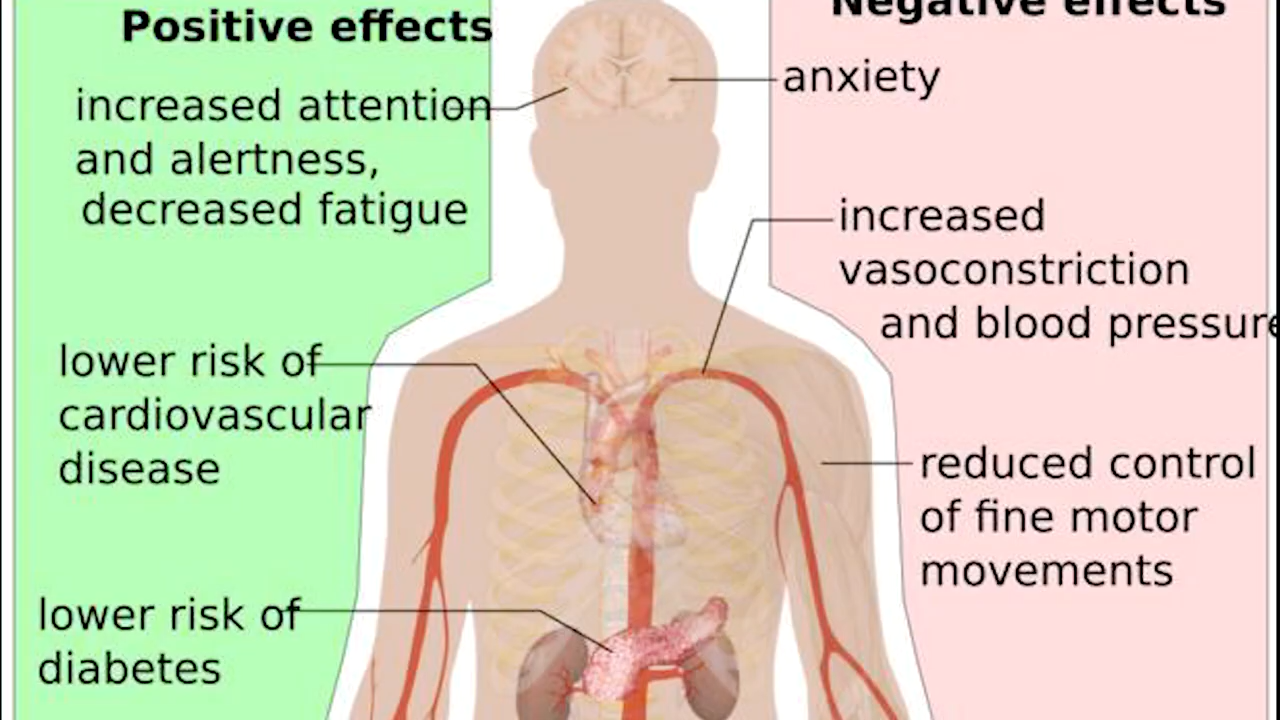 Positive effects
increased attention
and alertness,
decreased fatigue
lower risk of
cardiovascular
disease
lower risk of
diabetes
Negative effects
anxiety
increased
vasoconstriction
and blood pressure
reduced control
of fine motor
movements